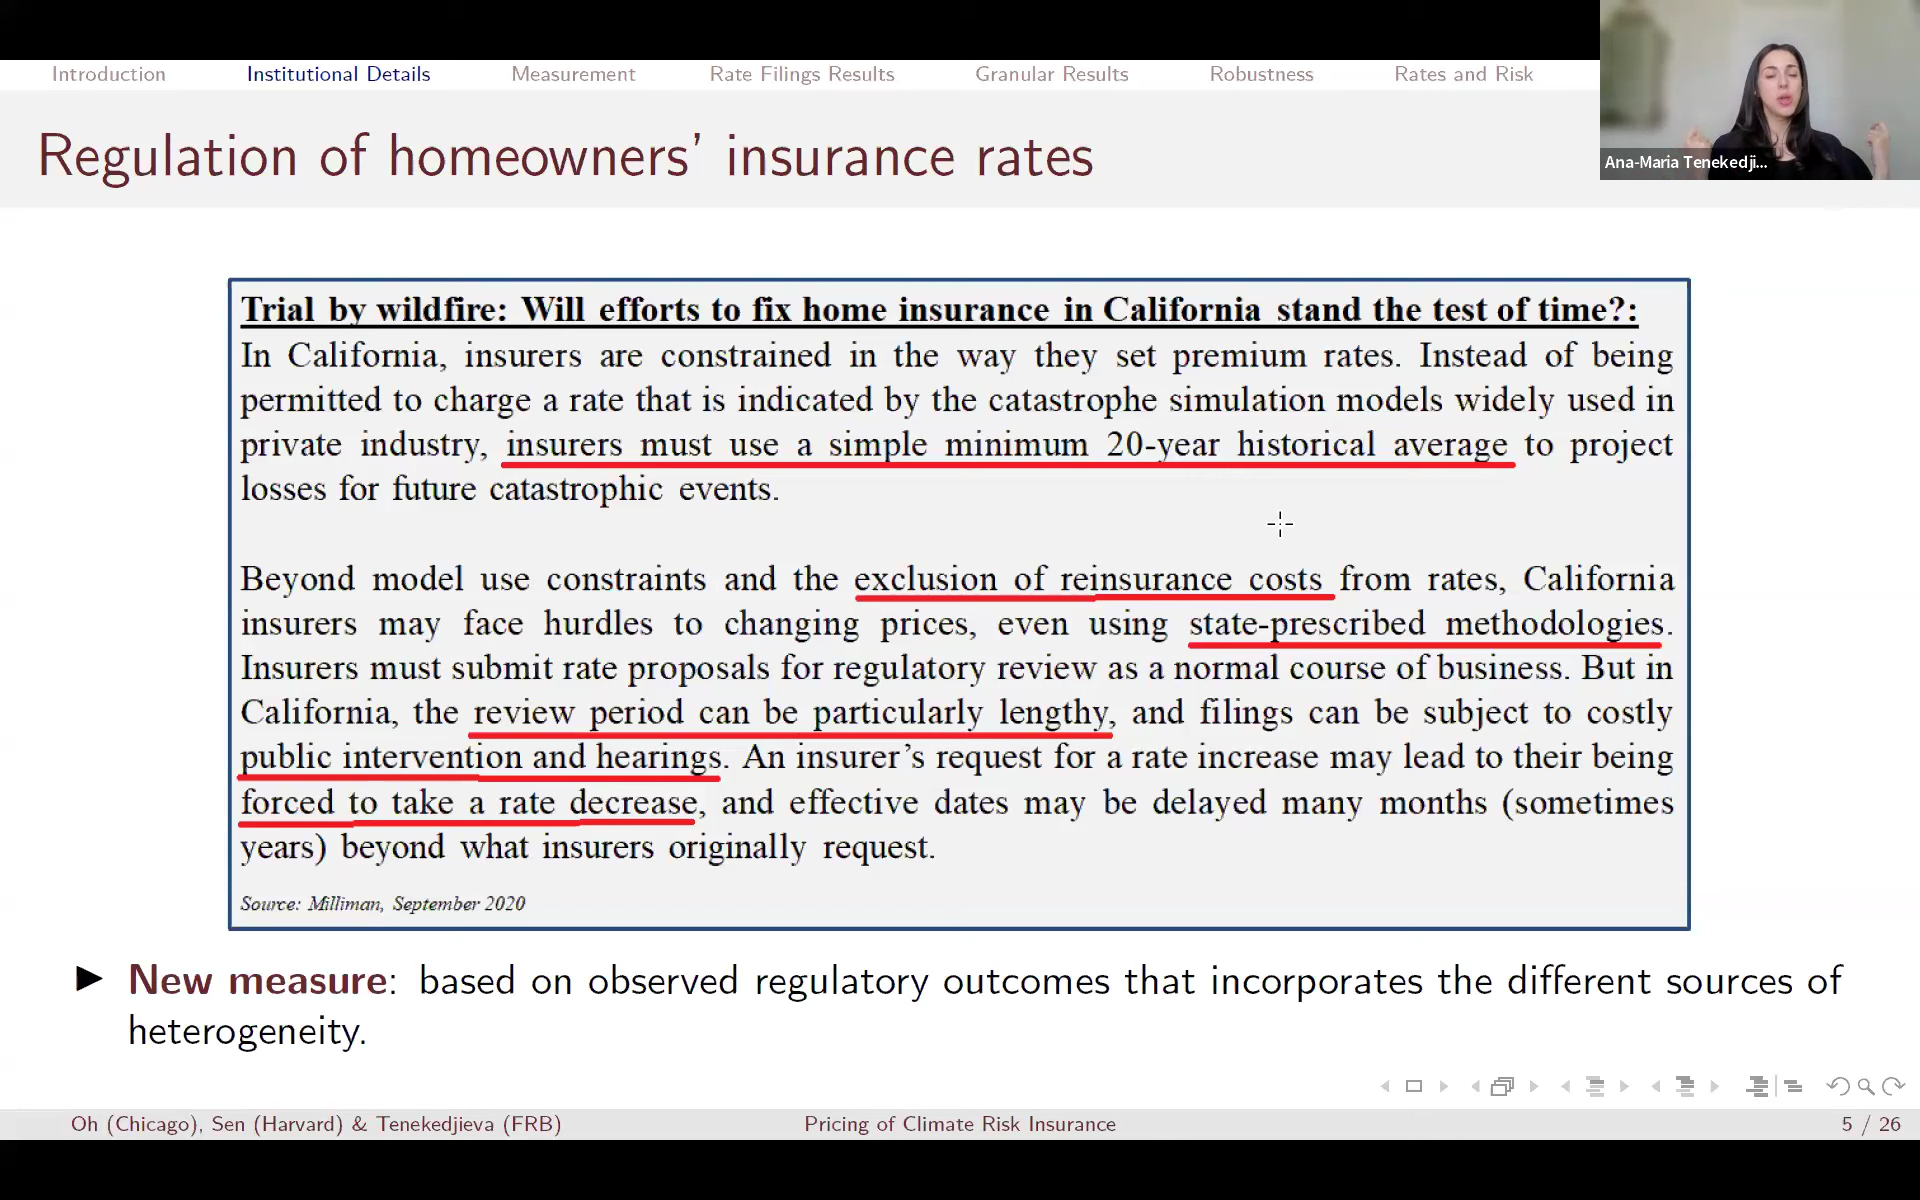 Introduction Institutional Details Measurement Rate Filings Results Granular Results Robustness Rates and Risk
Regulation of homeowners' insurance rates
Ana-Maria Tenekedji...
Trial by wildfire: Will efforts to fix home insurance in California stand the test of time?:
In California, insurers are constrained in the way they set premium rates. Instead of being
permitted to charge a rate that is indicated by the catastrophe simulation models widely used in
private industry, insurers must use a simple minimum 20-year historical average to project
losses for future catastrophic events.
Beyond model use constraints and the exclusion of reinsurance costs from rates, California
insurers may face hurdles to changing prices, even using state-prescribed methodologies.
Insurers must submit rate proposals for regulatory review as a normal course of business. But in
California, the review period can be particularly lengthy, and filings can be subject to costly
public intervention and hearings. An insurer's request for a rate increase may lead to their being
forced to take a rate decrease, and effective dates may be delayed many months (sometimes
years) beyond what insurers originally request.
Source: Milliman, September 2020
▶ New measure: based on observed regulatory outcomes that incorporates the different sources of
heterogeneity.
Oh (Chicago), Sen (Harvard) & Tenekedjieva (FRB) Pricing of Climate Risk Insurance 5 / 26